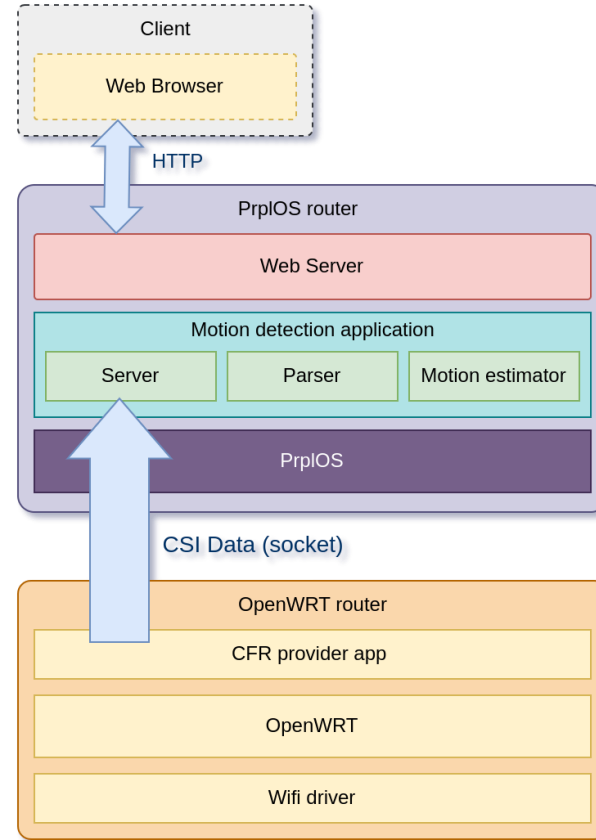 Client
Web Browser
HTTP
PrplOS router
Web Server
Motion detection application
Server
Parser
Motion estimator
PrplOS
CSI Data (socket)
OpenWRT router
CFR provider app
OpenWRT
Wifi driver